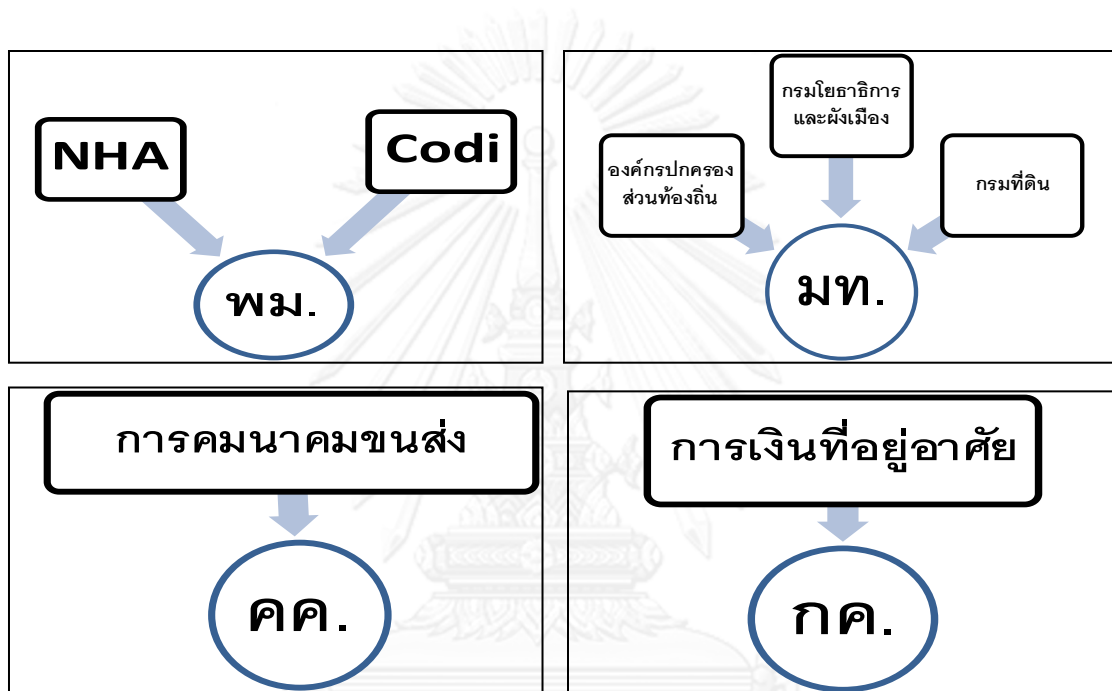 NHA
Codi
พม.
กรมโยธาธิการ
และผังเมือง
องค์กรปกครอง
ส่วนท้องถิ่น
กรมที่ดิน
มท.
การคมนาคมขนส่ง
คค.
การเงินที่อยู่อาศัย
กค.